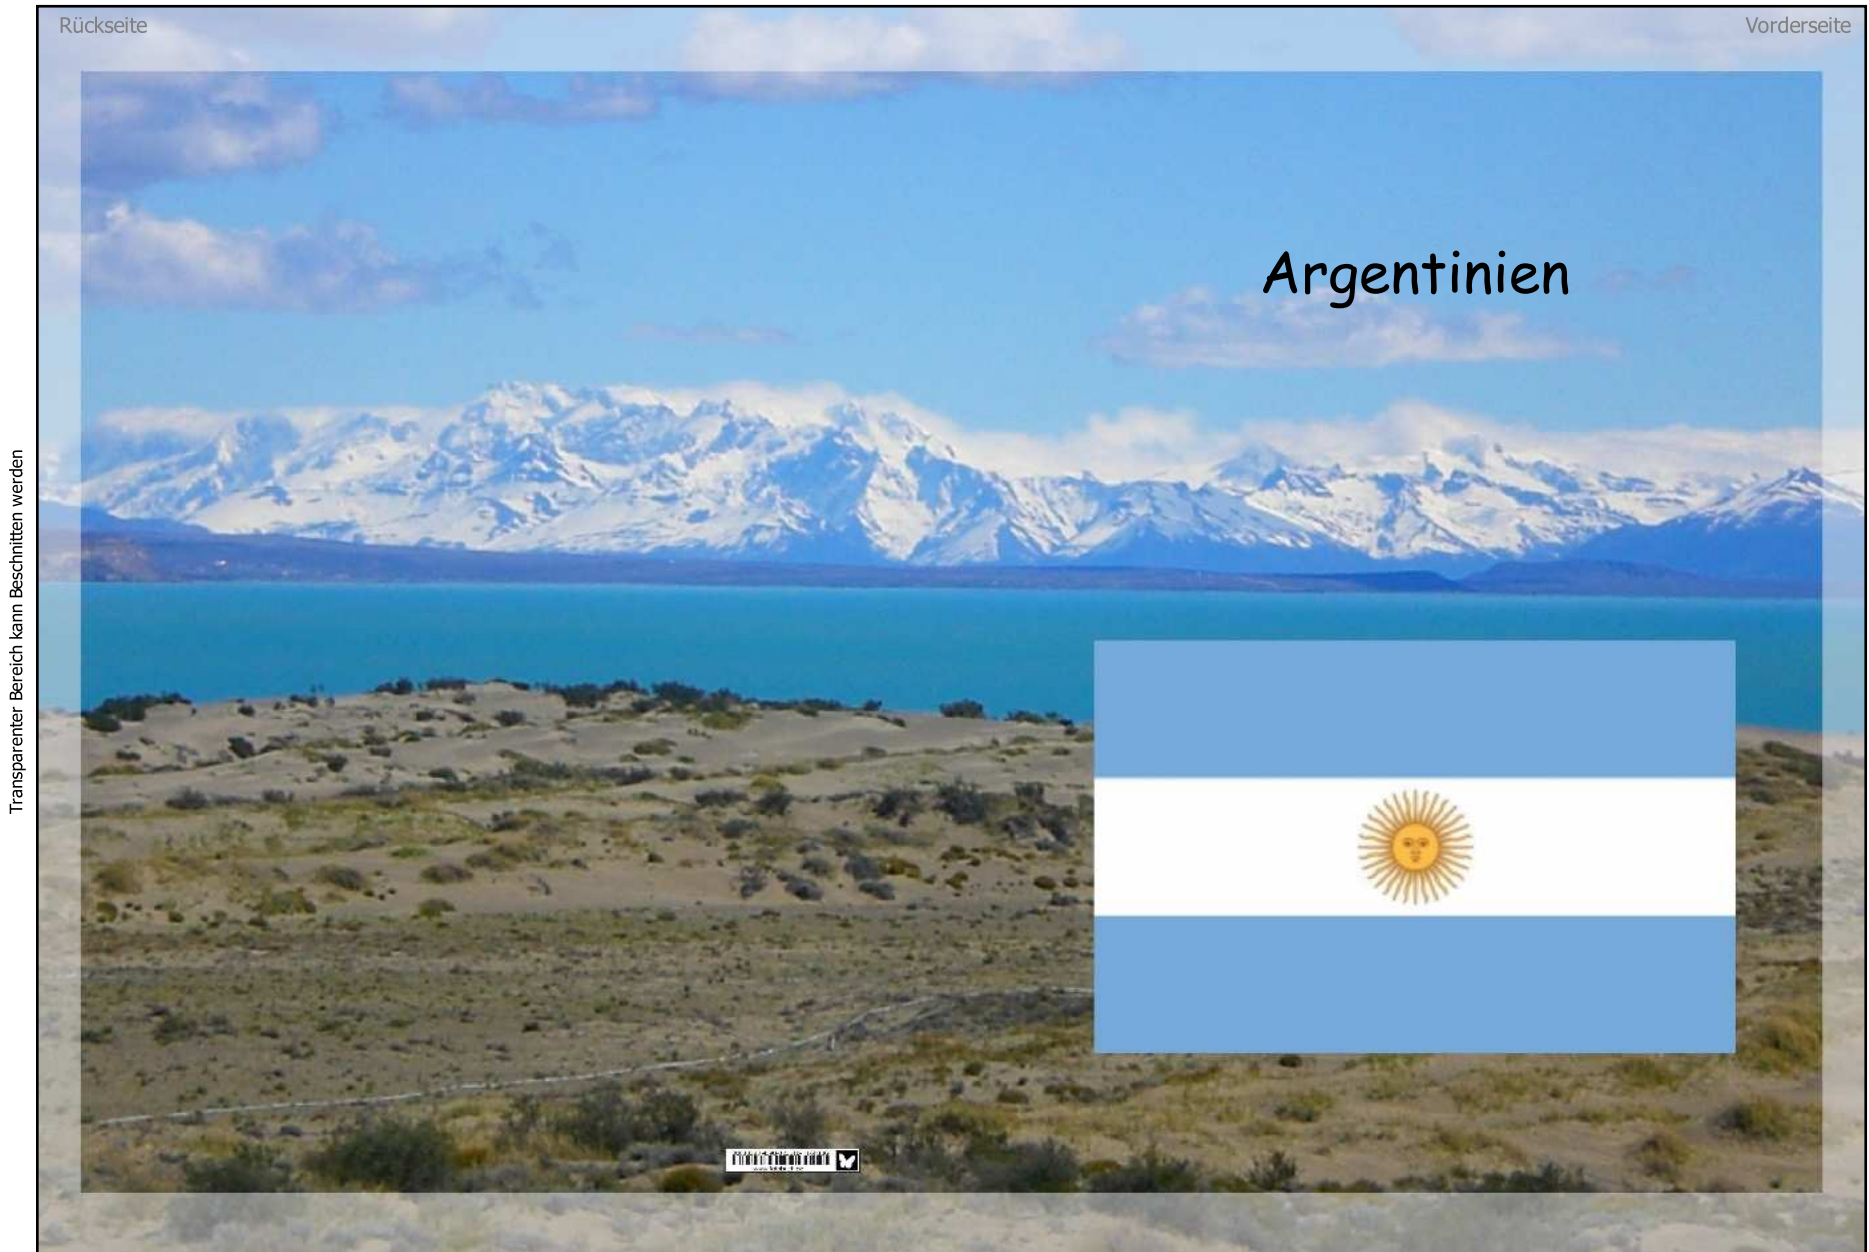 Rückseite
Vorderseite
Argentinien
Transparenter Bereich kann Beschnitten werden